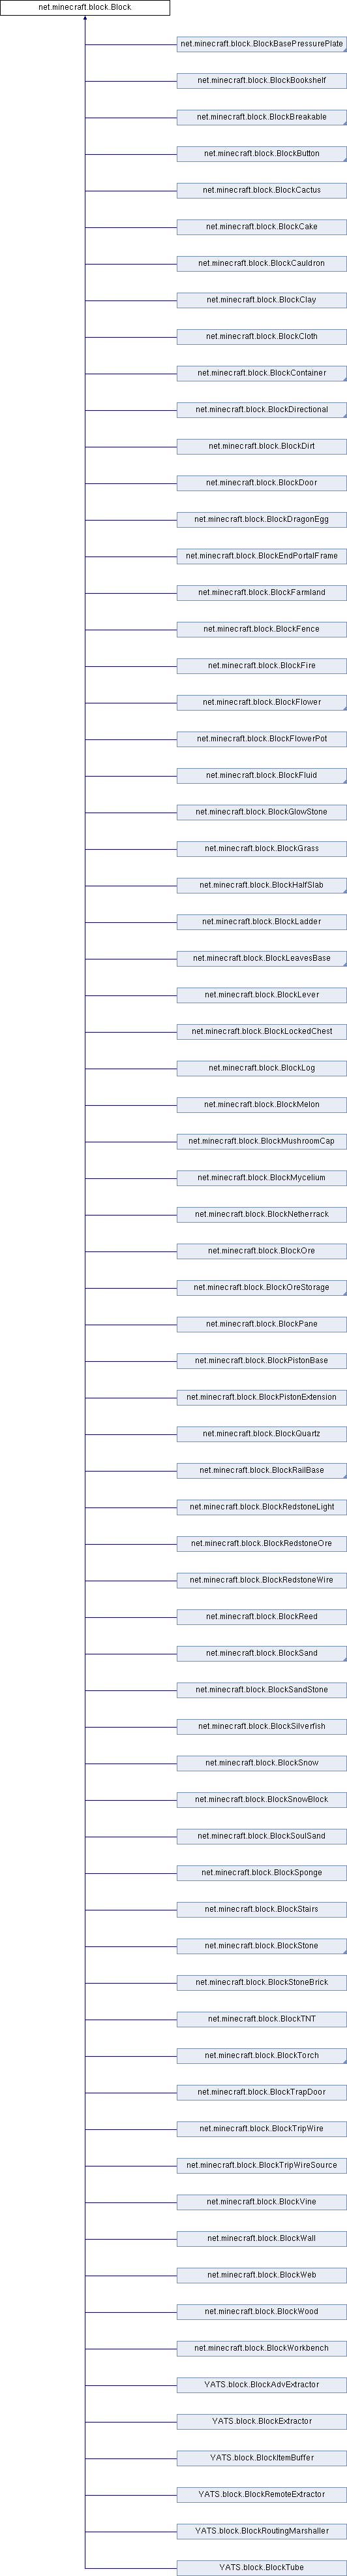 net.minecraft.block.Block
net.minecraft.block.BlockBasePressurePlate
net.minecraft.block.BlockBookshelf
net.minecraft.block.BlockBreakable
net.minecraft.block.BlockButton
net.minecraft.block.BlockCactus
net.minecraft.block.BlockCake
net.minecraft.block.BlockCauldron
net.minecraft.block.BlockClay
net.minecraft.block.BlockCloth
net.minecraft.block.BlockContainer
net.minecraft.block.BlockDirectional
net.minecraft.block.BlockDirt
net.minecraft.block.BlockDoor
net.minecraft.block.BlockDragonEgg
net.minecraft.block.BlockEndPortalFrame
net.minecraft.block.BlockFarmland
net.minecraft.block.BlockFence
net.minecraft.block.BlockFire
net.minecraft.block.BlockFlower
net.minecraft.block.BlockFlowerPot
net.minecraft.block.BlockFluid
net.minecraft.block.BlockGlowStone
net.minecraft.block.BlockGrass
net.minecraft.block.BlockHalfSlab
net.minecraft.block.BlockLadder
net.minecraft.block.BlockLeavesBase
net.minecraft.block.BlockLever
net.minecraft.block.BlockLockedChest
net.minecraft.block.BlockLog
net.minecraft.block.BlockMelon
net.minecraft.block.BlockMushroomCap
net.minecraft.block.BlockMycelium
net.minecraft.block.BlockNetherrack
net.minecraft.block.BlockOre
net.minecraft.block.BlockOreStorage
net.minecraft.block.BlockPane
net.minecraft.block.BlockPistonBase
net.minecraft.block.BlockPistonExtension
net.minecraft.block.BlockQuartz
net.minecraft.block.BlockRailBase
net.minecraft.block.BlockRedstoneLight
net.minecraft.block.BlockRedstoneOre
net.minecraft.block.BlockRedstoneWire
net.minecraft.block.BlockReed
net.minecraft.block.BlockSand
net.minecraft.block.BlockSandStone
net.minecraft.block.BlockSilverfish
net.minecraft.block.BlockSnow
net.minecraft.block.BlockSnowBlock
net.minecraft.block.BlockSoulSand
net.minecraft.block.BlockSponge
net.minecraft.block.BlockStairs
net.minecraft.block.BlockStone
net.minecraft.block.BlockStoneBrick
net.minecraft.block.BlockTNT
net.minecraft.block.BlockTorch
net.minecraft.block.BlockTrapDoor
net.minecraft.block.BlockTripWire
net.minecraft.block.BlockTripWireSource
net.minecraft.block.BlockVine
net.minecraft.block.BlockWall
net.minecraft.block.BlockWeb
net.minecraft.block.BlockWood
net.minecraft.block.BlockWorkbench
YATS.block.BlockAdvExtractor
YATS.block.BlockExtractor
YATS.block.BlockItemBuffer
YATS.block.BlockRemoteExtractor
YATS.block.BlockRoutingMarshaller
YATS.block.BlockTube